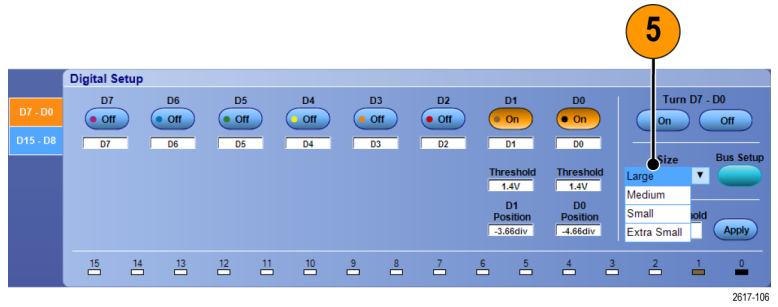 5
Digital Setup
D7 - D0
D15 - D8
D7 D6 D5 D4 D3 D2 D1 D0
Off Off Off Off Off Off On On
D7 D6 D5 D4 D3 D2 D1 D0
Threshold Threshold
1.4V 1.4V
D1 D0
Position Position
-3.66div -4.66div
Turn D7 - D0
On Off
Size Bus Setup
Large
Medium
Small
Extra Small
Apply
15 14 13 12 11 10 9 8 7 6 5 4 3 2 1 0
2617-106